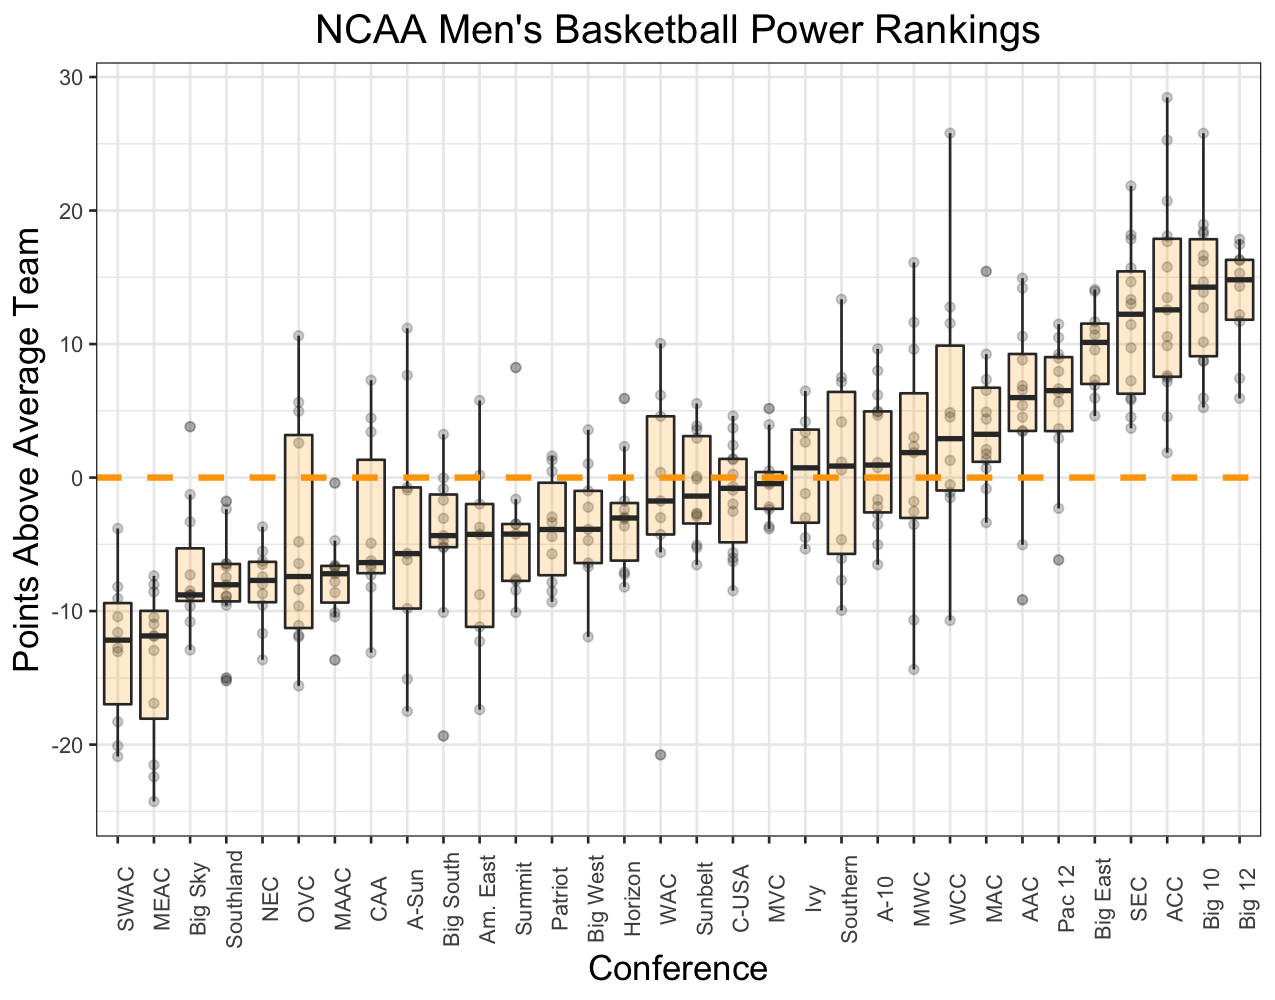 NCAA Men's Basketball Power Rankings
Points Above Average Team
30
20
10
0
-10
-20
SWAC
MEAC
Big Sky
Southland
NEC
OVC
MAAC
CAA
A-Sun
Big South
Am. East
Summit
Patriot
Big West
Horizon
WAC
Sunbelt
C-USA
MVC
Ivy
Southern
A-10
MWC
WCC
MAC
AAC
Pac 12
Big East
SEC
ACC
Big 10
Big 12
Conference